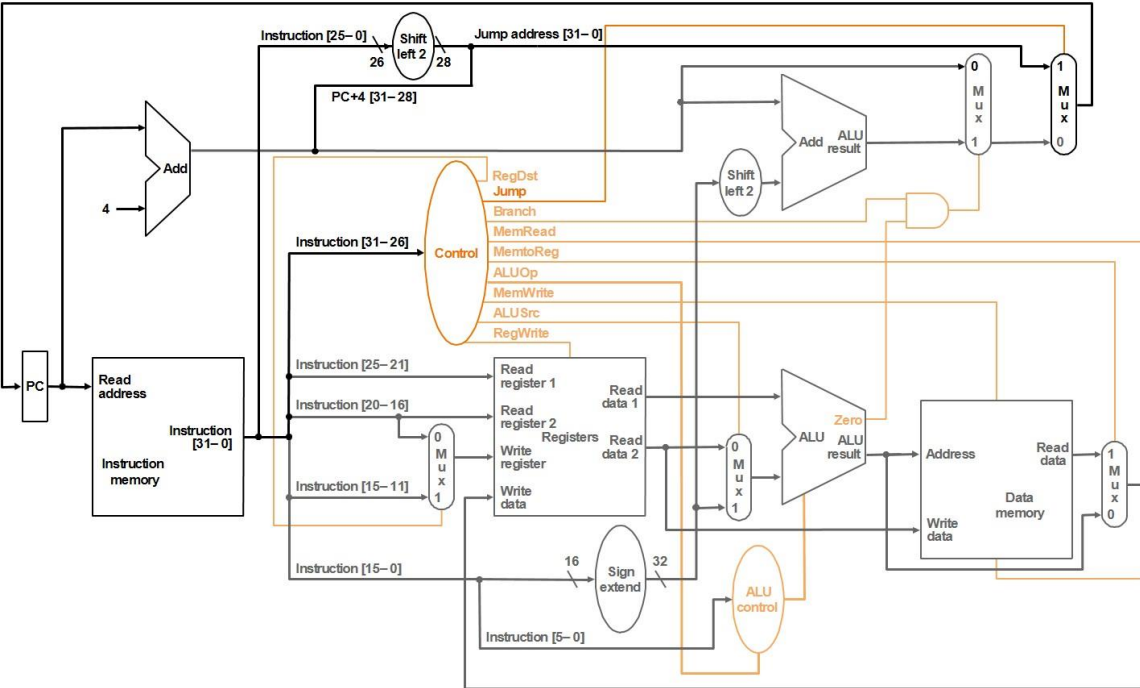 Instruction [25–0]
26
Shift
left 2
28
Jump address [31–0]
PC+4 [31–28]
Add
4
0
M
u
x
1
1
M
u
x
0
Add
ALU
result
Shift
left 2
RegDst
Jump
Branch
MemRead
MemtoReg
ALUOp
MemWrite
ALUSrc
RegWrite
Control
Instruction [31–26]
PC
Read
address
Instruction
[31–0]
Instruction
memory
Instruction [25–21]
Instruction [20–16]
Instruction [15–11]
Instruction [15–0]
Instruction [5–0]
0
M
u
x
1
Read
register 1
Read
register 2
Write
register
Write
data
Registers
Read
data 1
Read
data 2
0
M
u
x
1
Zero
ALU
ALU
result
Address
Write
data
Read
data
Data
memory
1
M
u
x
0
16
Sign
extend
32
ALU
control